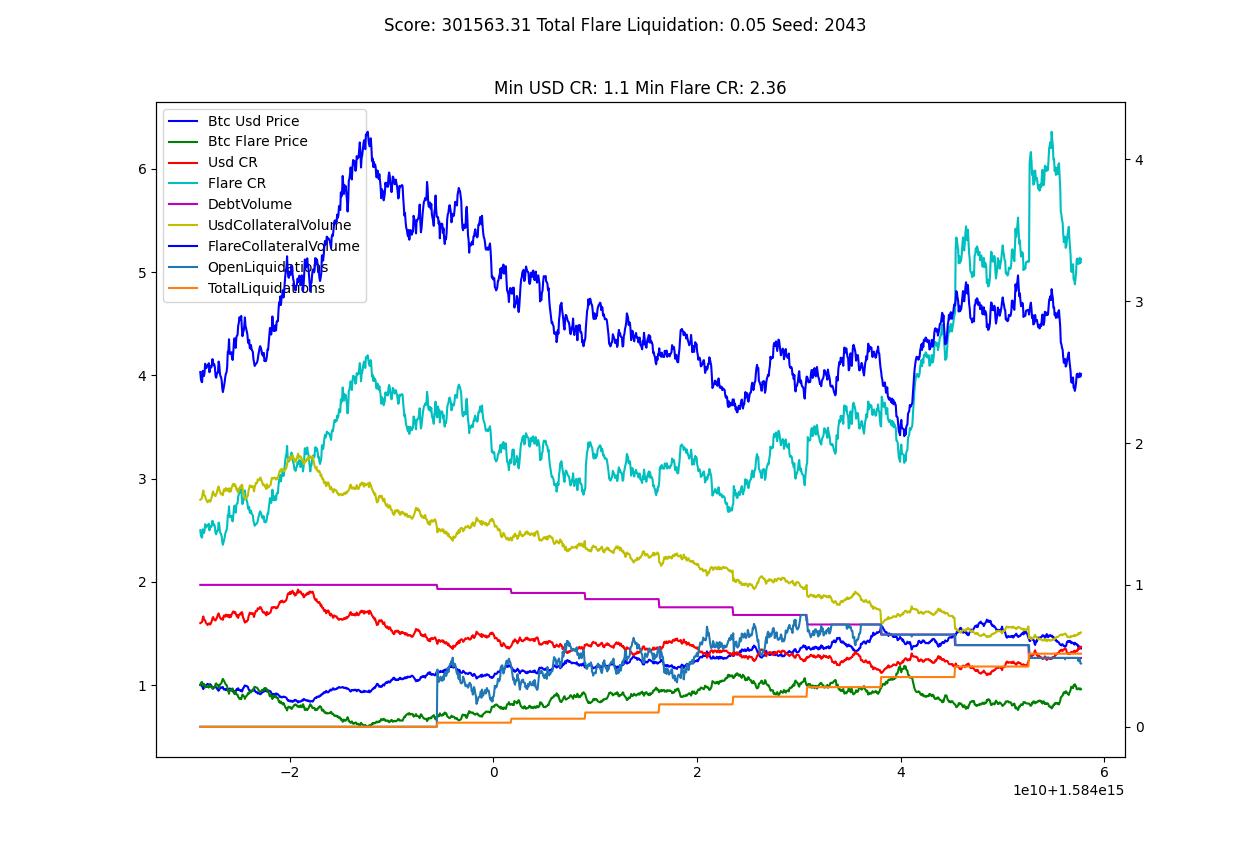 Score: 301563.31 Total Flare Liquidation: 0.05 Seed: 2043
Min USD CR: 1.1 Min Flare CR: 2.36
Btc Usd Price
Btc Flare Price
Usd CR
Flare CR
DebtVolume
UsdCollateralVolume
FlareCollateralVolume
OpenLiquidations
TotalLiquidations
6
5
4
3
2
1
4
3
2
1
0
−2
0
2
4
6
1e10+1.584e15